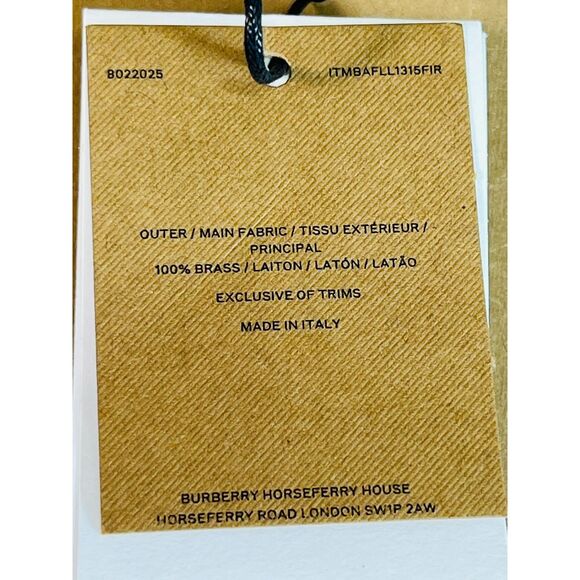 8022025
ITMBAFLL1315FIR
OUTER / MAIN FABRIC / TISSU EXTÉRIEUR /
PRINCIPAL
100% BRASS / LAITON / LATÓN / LATÃO
EXCLUSIVE OF TRIMS
MADE IN ITALY
BURBERRY HORSEFERRY HOUSE
HORSEFERRY ROAD LONDON SW1P 2AW